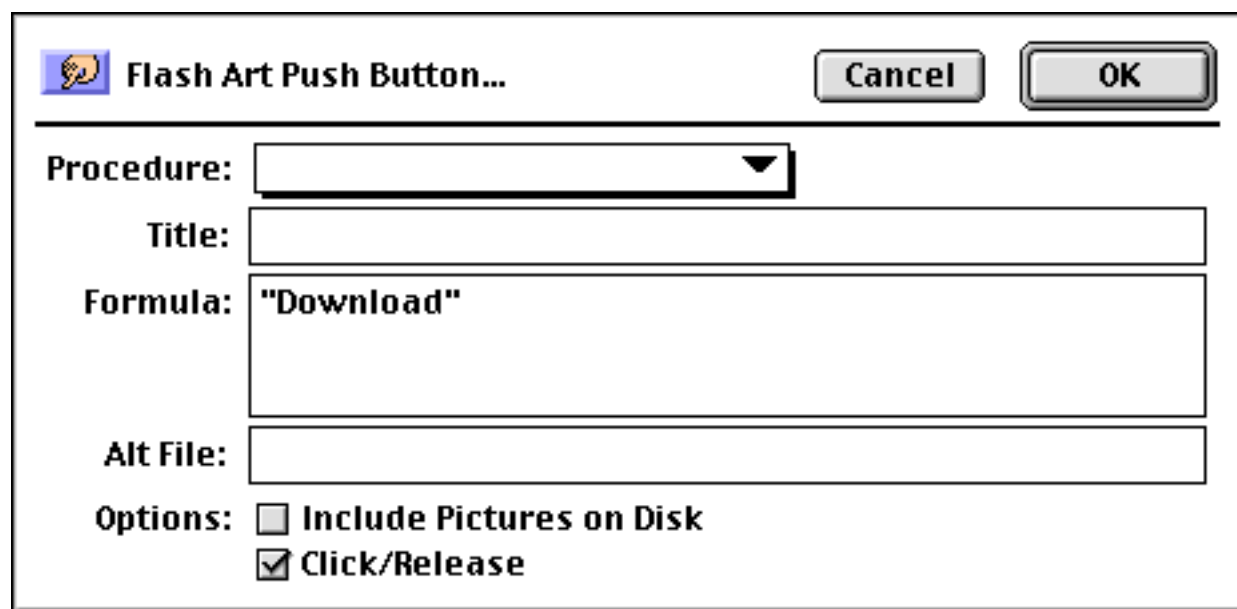 Flash Art Push Button...
Cancel
OK
Procedure:
Title:
Formula: "Download"
Alt File:
Options: Include Pictures on Disk
Click/Release